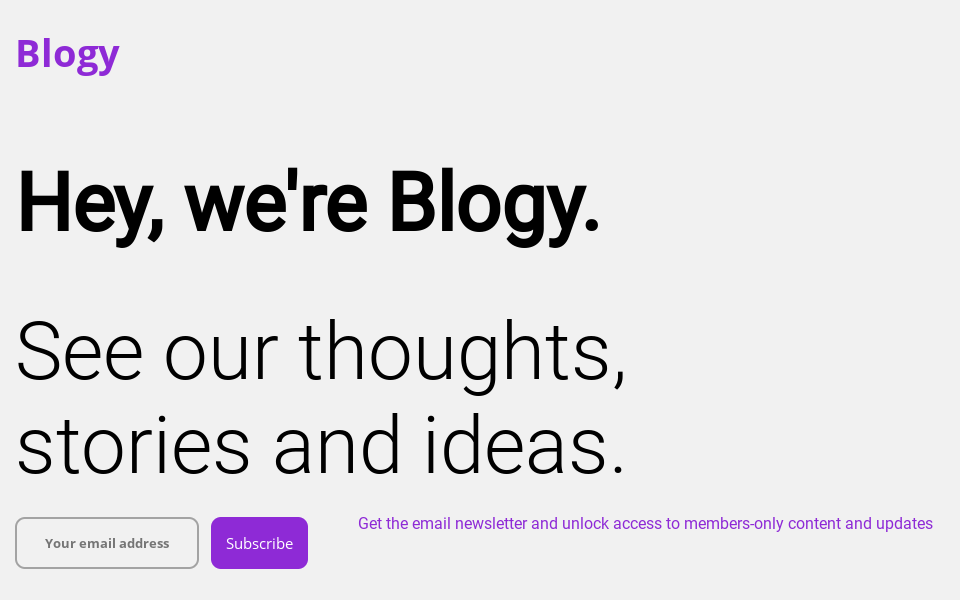 Blogy
Hey, we're Blogy.
See our thoughts,
stories and ideas.
Your email address
Subscribe
Get the email newsletter and unlock access to members-only content and updates